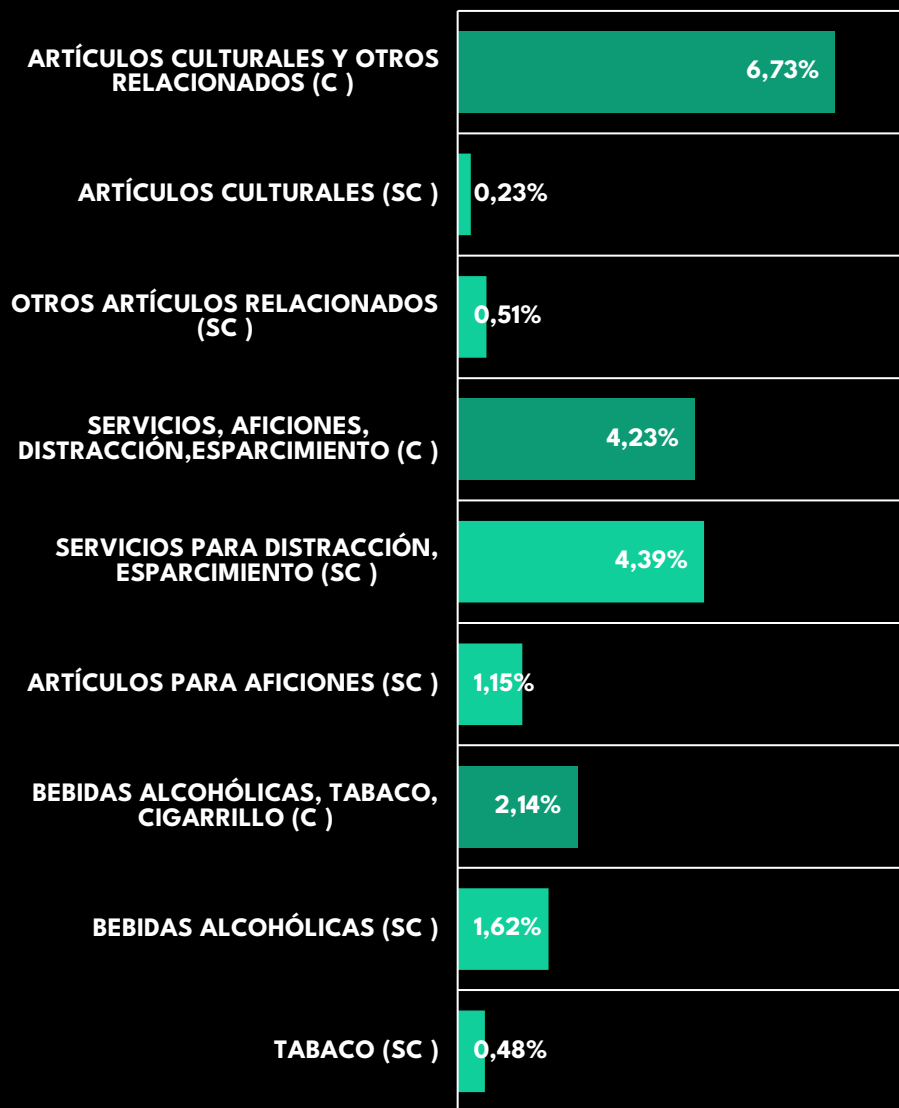 ARTÍCULOS CULTURALES Y OTROS
RELACIONADOS (C )
6,73%
ARTÍCULOS CULTURALES (SC )
0,23%
OTROS ARTÍCULOS RELACIONADOS
(SC )
0,51%
SERVICIOS, AFICIONES,
DISTRACCIÓN,ESPARCIMIENTO (C )
4,23%
SERVICIOS PARA DISTRACCIÓN,
ESPARCIMIENTO (SC )
4,39%
ARTÍCULOS PARA AFICIONES (SC )
1,15%
BEBIDAS ALCOHÓLICAS, TABACO,
CIGARRILLO (C )
2,14%
BEBIDAS ALCOHÓLICAS (SC )
1,62%
TABACO (SC )
0,48%